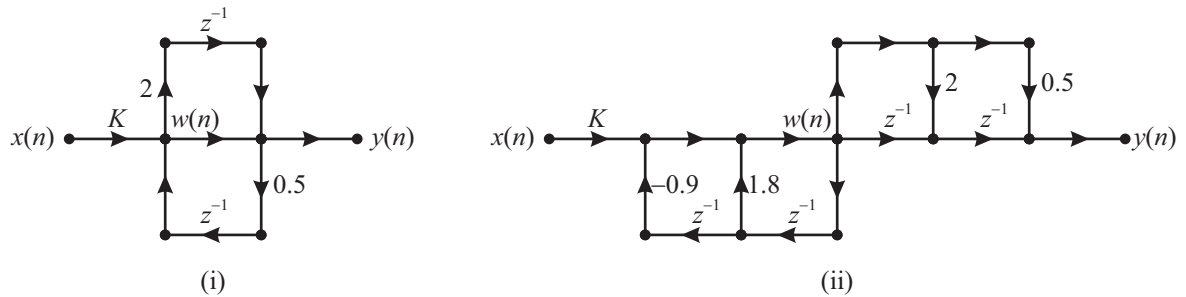 z⁻¹
2
K
w(n)
x(n)
y(n)
0.5
z⁻¹
(i)
2
0.5
K
w(n)
z⁻¹
z⁻¹
x(n)
y(n)
−0.9
1.8
z⁻¹
z⁻¹
(ii)